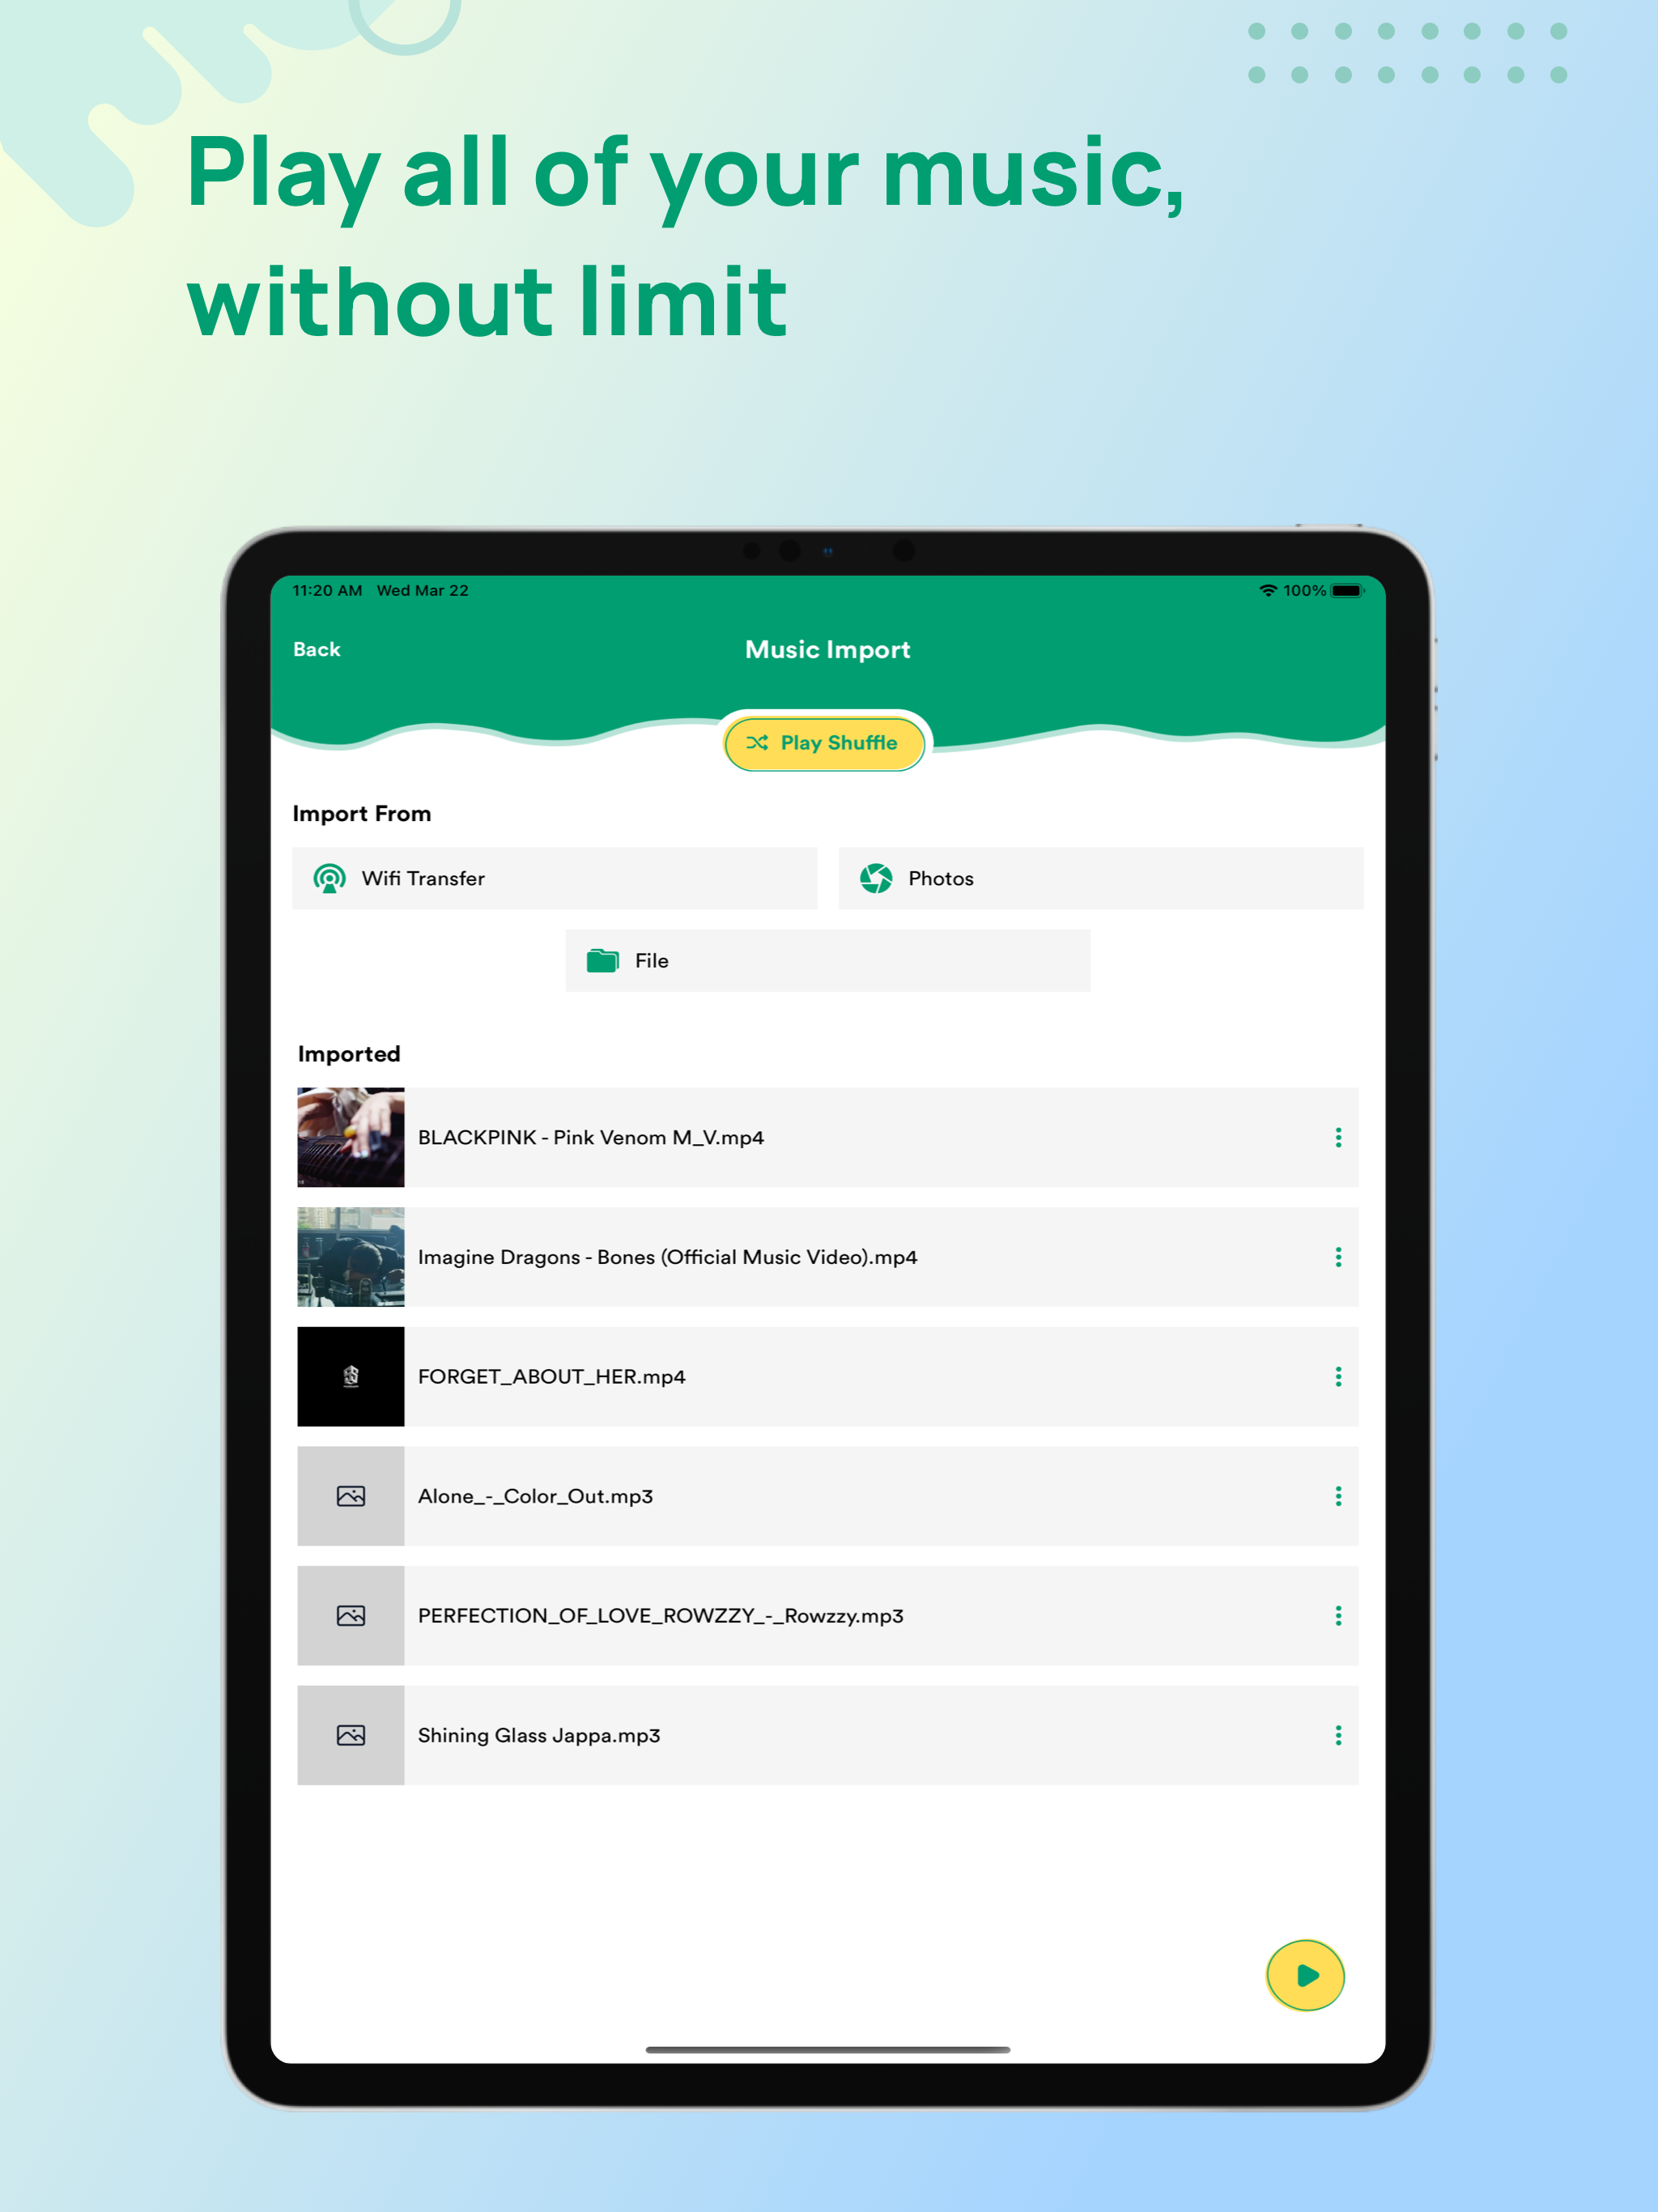 Play all of your music,
without limit
11:20 AM Wed Mar 22
100%
Back
Music Import
Play Shuffle
Import From
Wifi Transfer
Photos
File
Imported
BLACKPINK - Pink Venom M_V.mp4
Imagine Dragons - Bones (Official Music Video).mp4
FORGET_ABOUT_HER.mp4
Alone_-_Color_Out.mp3
PERFECTION_OF_LOVE_ROWZZY_-_Rowzzy.mp3
Shining Glass Jappa.mp3